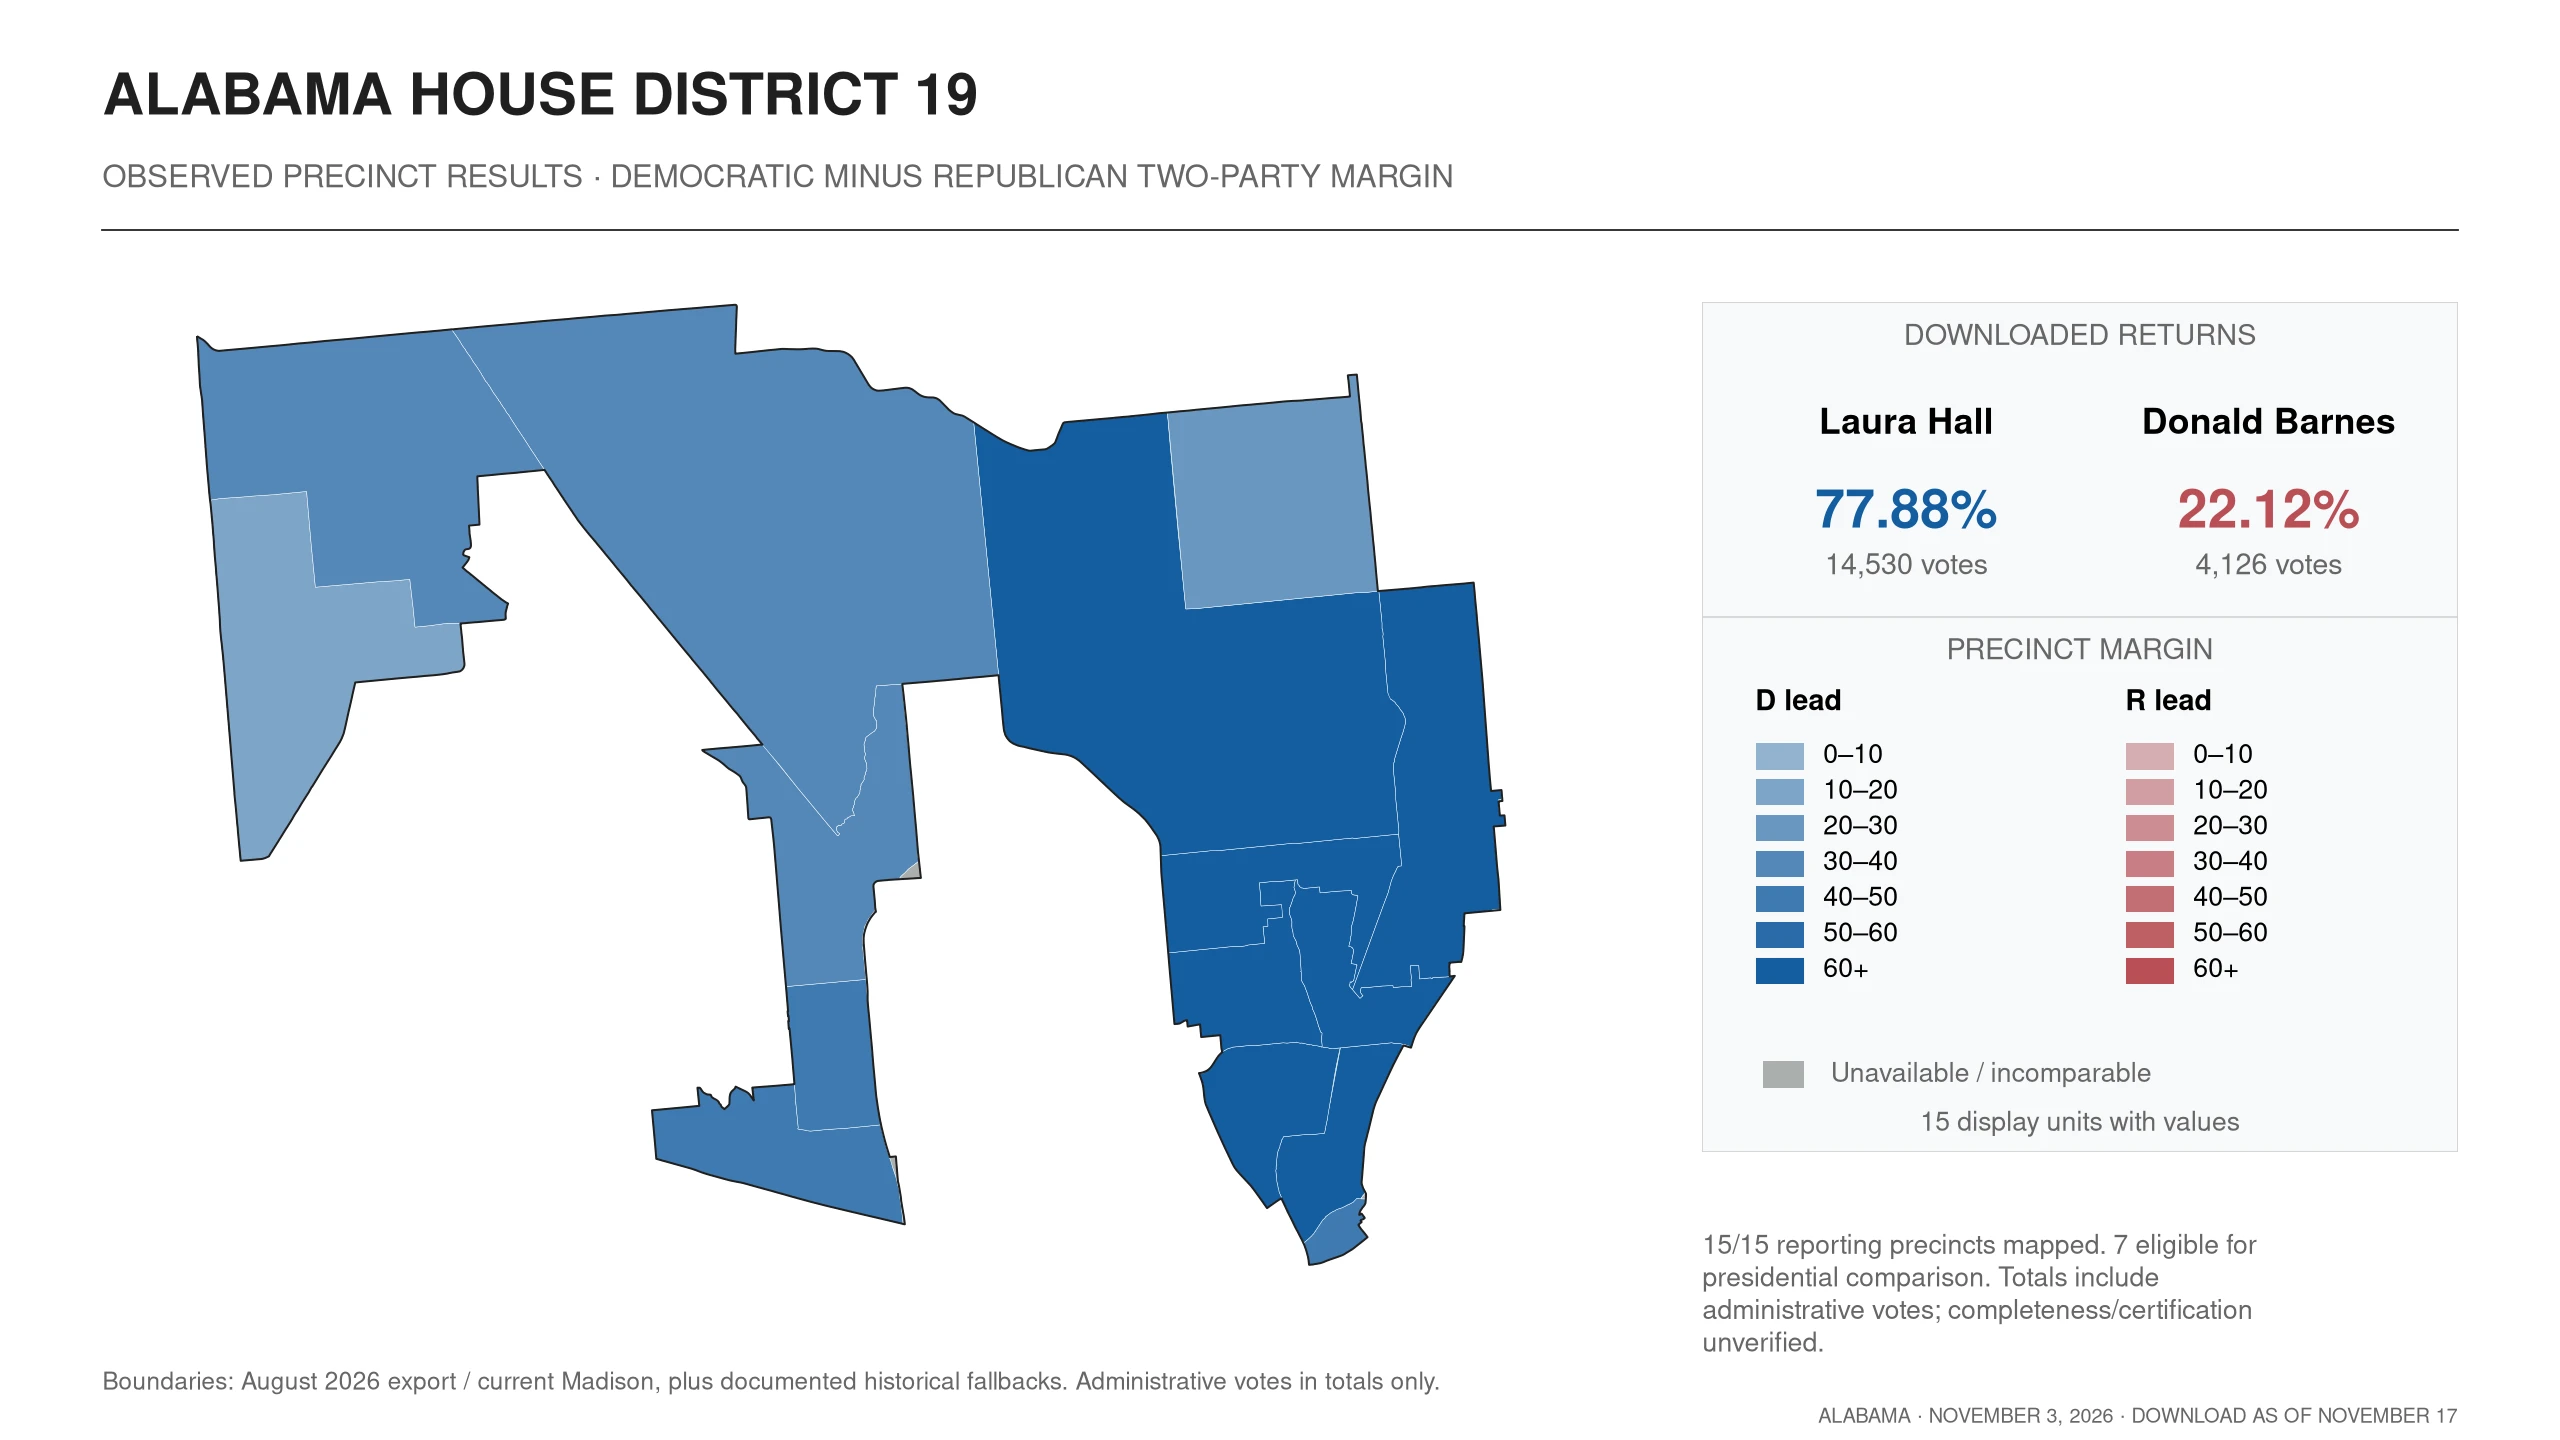 ALABAMA HOUSE DISTRICT 19
OBSERVED PRECINCT RESULTS · DEMOCRATIC MINUS REPUBLICAN TWO-PARTY MARGIN
DOWNLOADED RETURNS
Laura Hall Donald Barnes
77.88% 22.12%
14,530 votes 4,126 votes
PRECINCT MARGIN
D lead R lead
0–10 0–10
10–20 10–20
20–30 20–30
30–40 30–40
40–50 40–50
50–60 50–60
60+ 60+
Unavailable / incomparable
15 display units with values
15/15 reporting precincts mapped. 7 eligible for
presidential comparison. Totals include
administrative votes; completeness/certification
unverified.
Boundaries: August 2026 export / current Madison, plus documented historical fallbacks. Administrative votes in totals only.
ALABAMA · NOVEMBER 3, 2026 · DOWNLOAD AS OF NOVEMBER 17